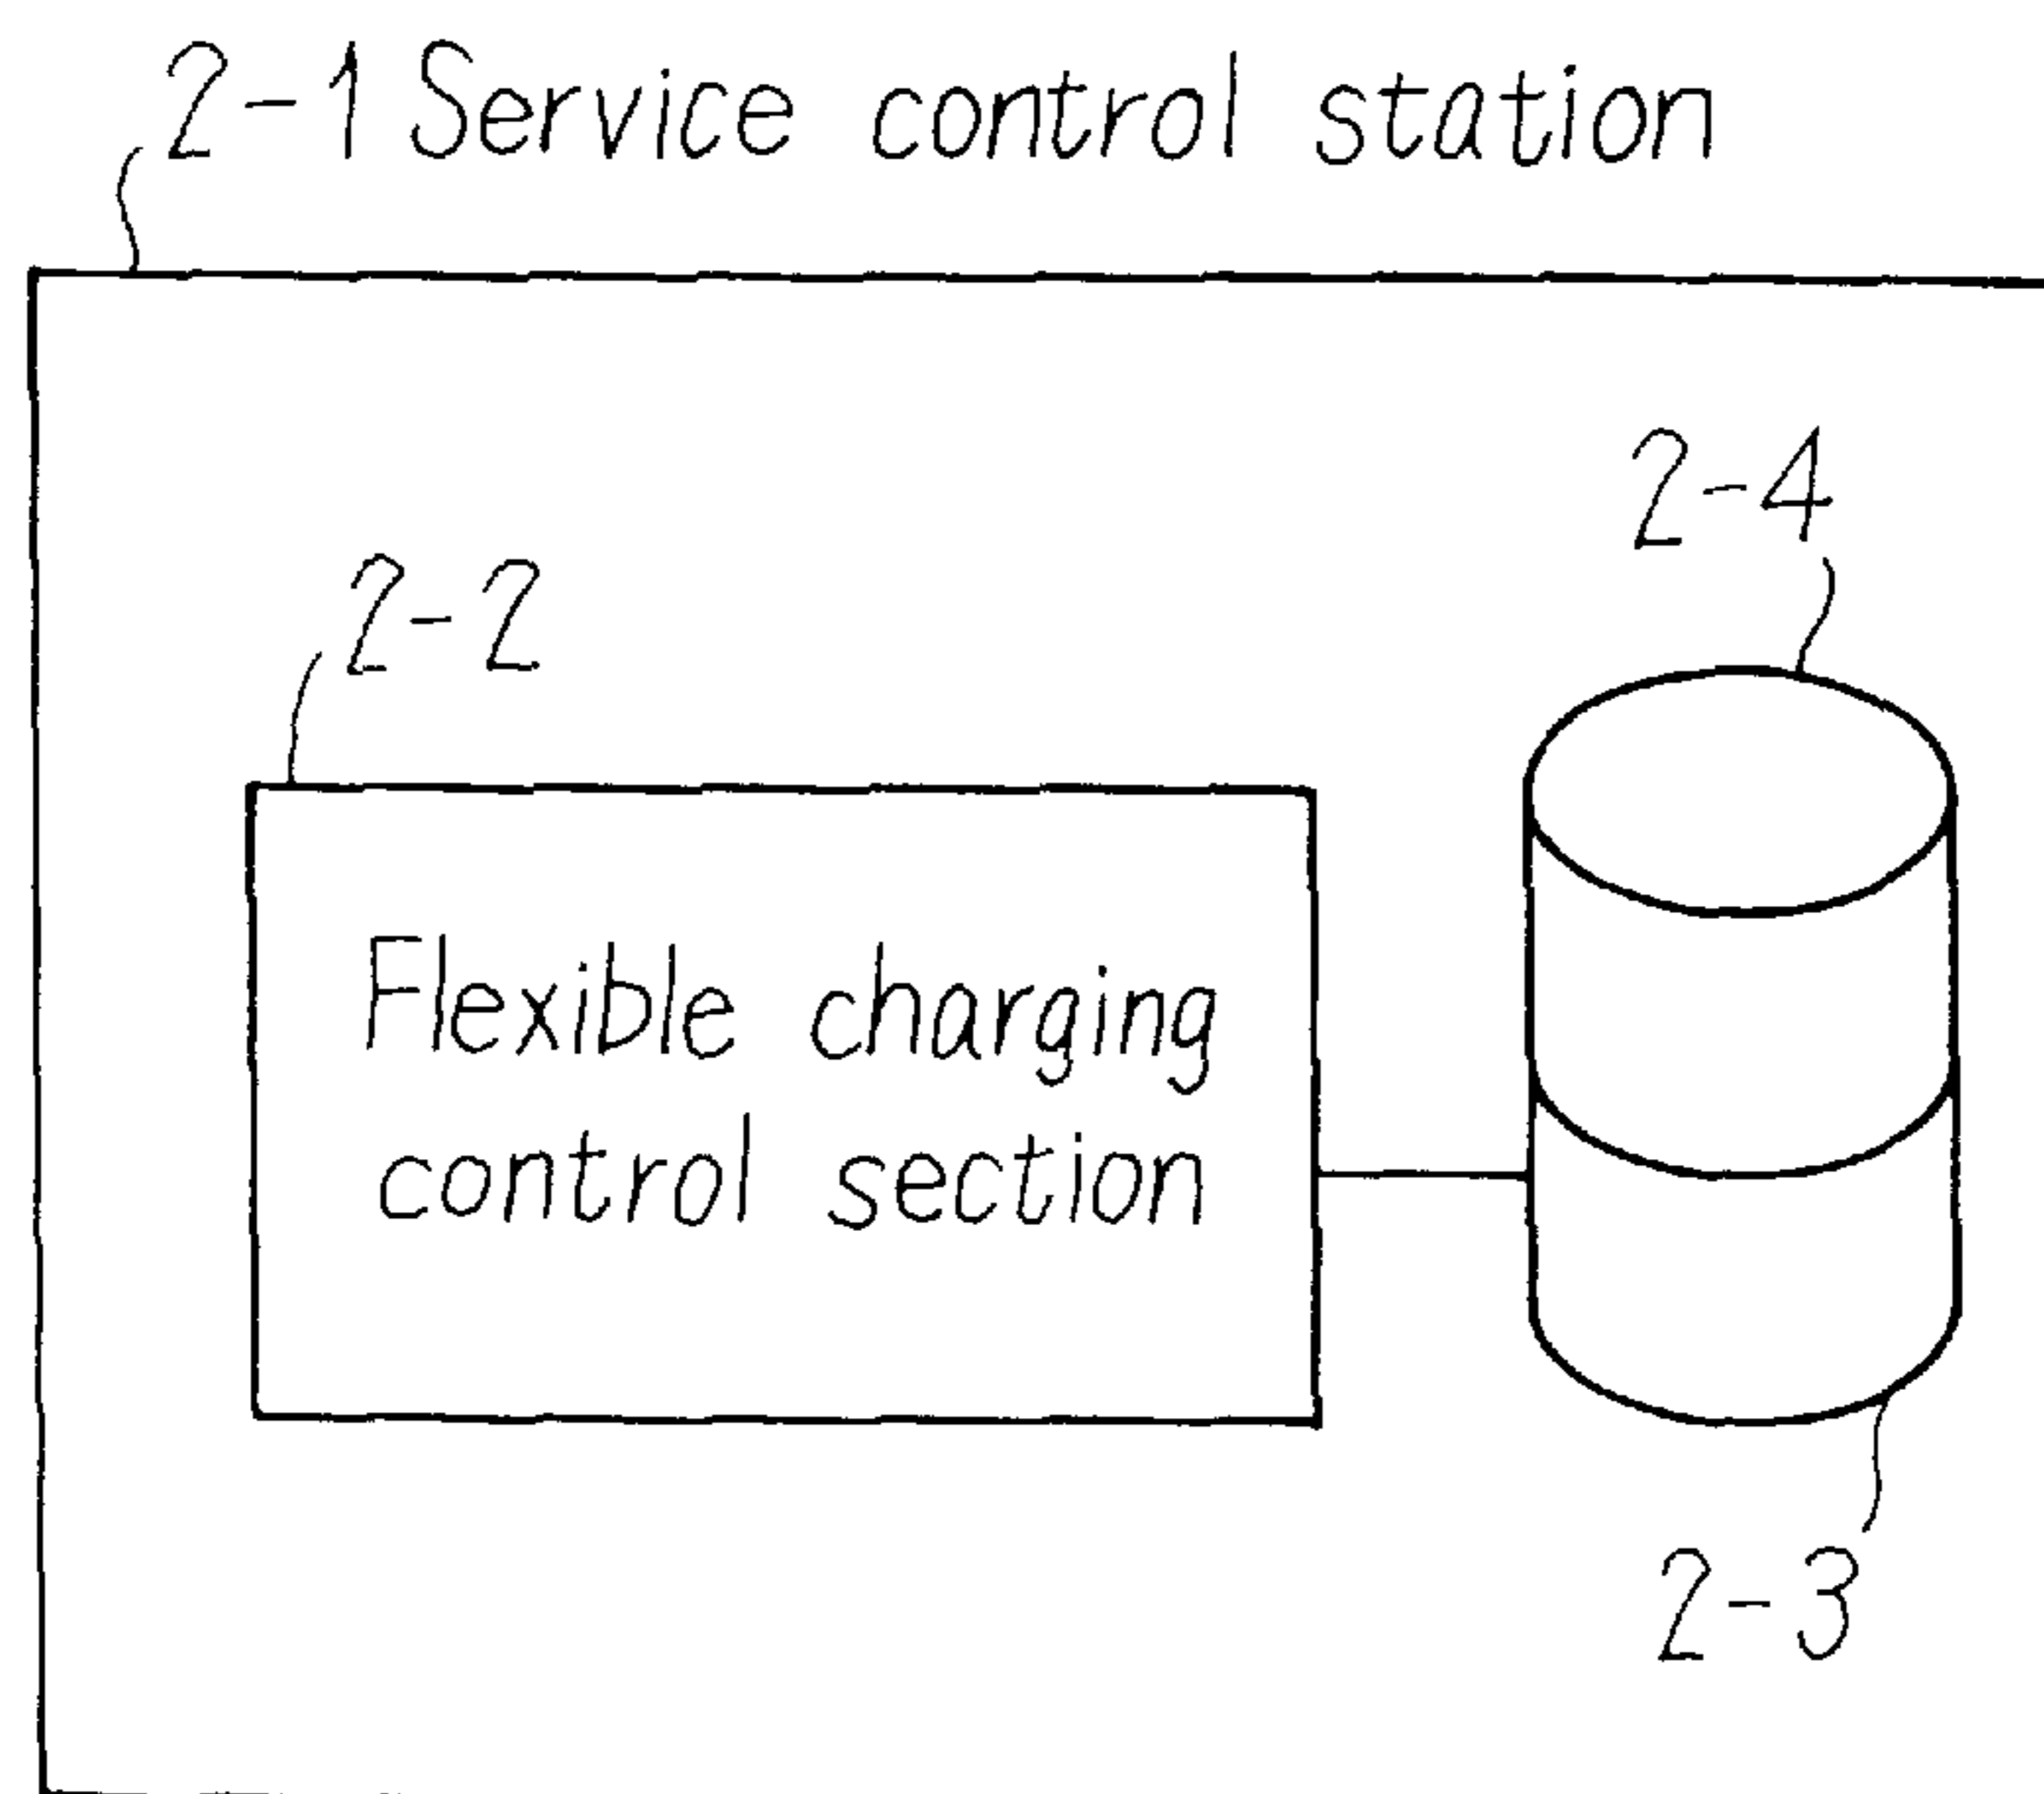 2-1 Service control station
2-4
2-2
Flexible charging
control section
2-3